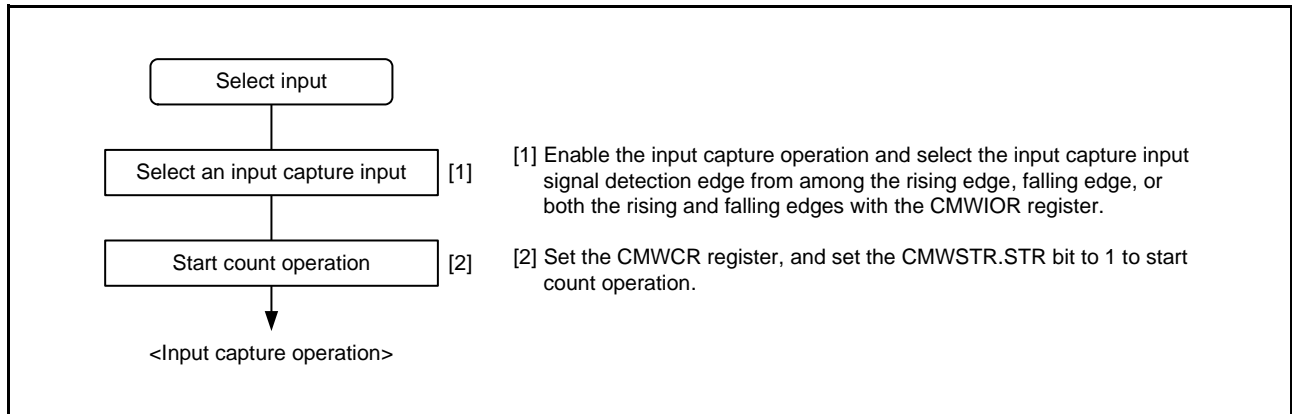 Select input
Select an input capture input [1]
[1] Enable the input capture operation and select the input capture input
signal detection edge from among the rising edge, falling edge, or
both the rising and falling edges with the CMWIOR register.
Start count operation [2]
[2] Set the CMWCR register, and set the CMWSTR.STR bit to 1 to start
count operation.
<Input capture operation>